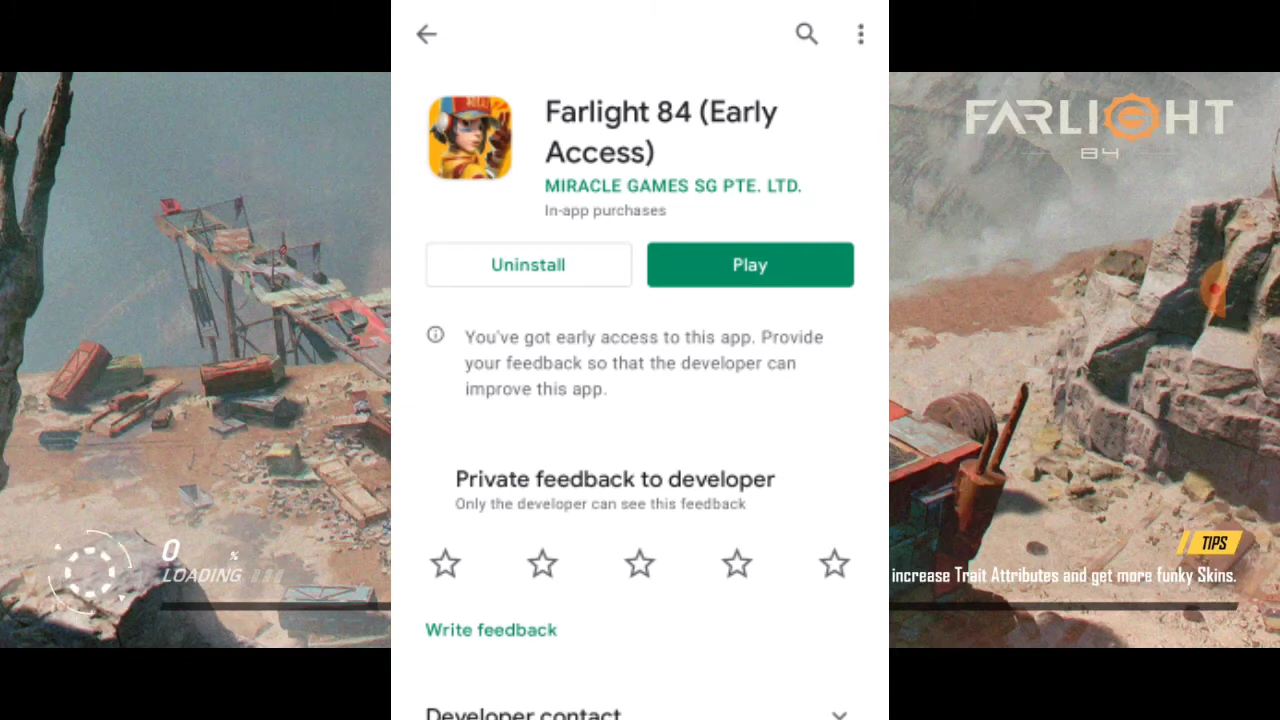 Farlight 84 (Early
Access)
MIRACLE GAMES SG PTE. LTD.
In-app purchases
Uninstall
Play
You've got early access to this app. Provide
your feedback so that the developer can
improve this app.
Private feedback to developer
Only the developer can see this feedback
Write feedback
Developer contact
0 %
LOADING
FARLIGHT
84
TIPS
increase Trait Attributes and get more funky Skins.